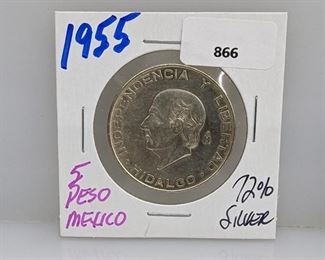 1955
866
INDEPENDENCIA Y LIBERTAD
HIDALGO
5
PESO
MEXICO
72%
SILVER